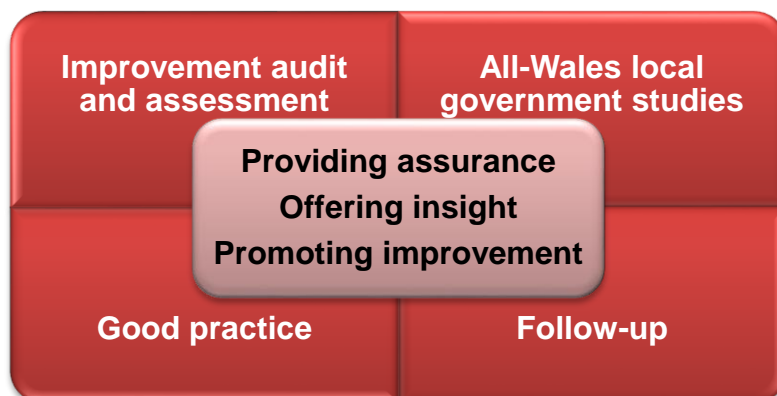 Improvement audit
and assessment
All-Wales local
government studies
Providing assurance
Offering insight
Promoting improvement
Good practice
Follow-up